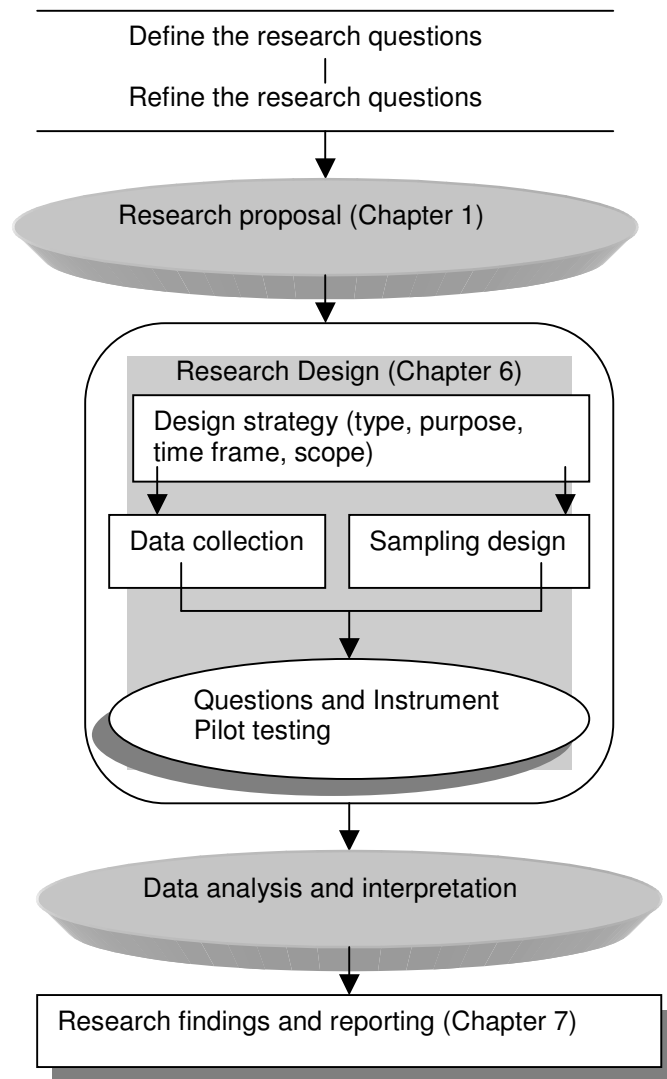 Define the research questions
Refine the research questions
Research proposal (Chapter 1)
Research Design (Chapter 6)
Design strategy (type, purpose,
time frame, scope)
Data collection
Sampling design
Questions and Instrument
Pilot testing
Data analysis and interpretation
Research findings and reporting (Chapter 7)